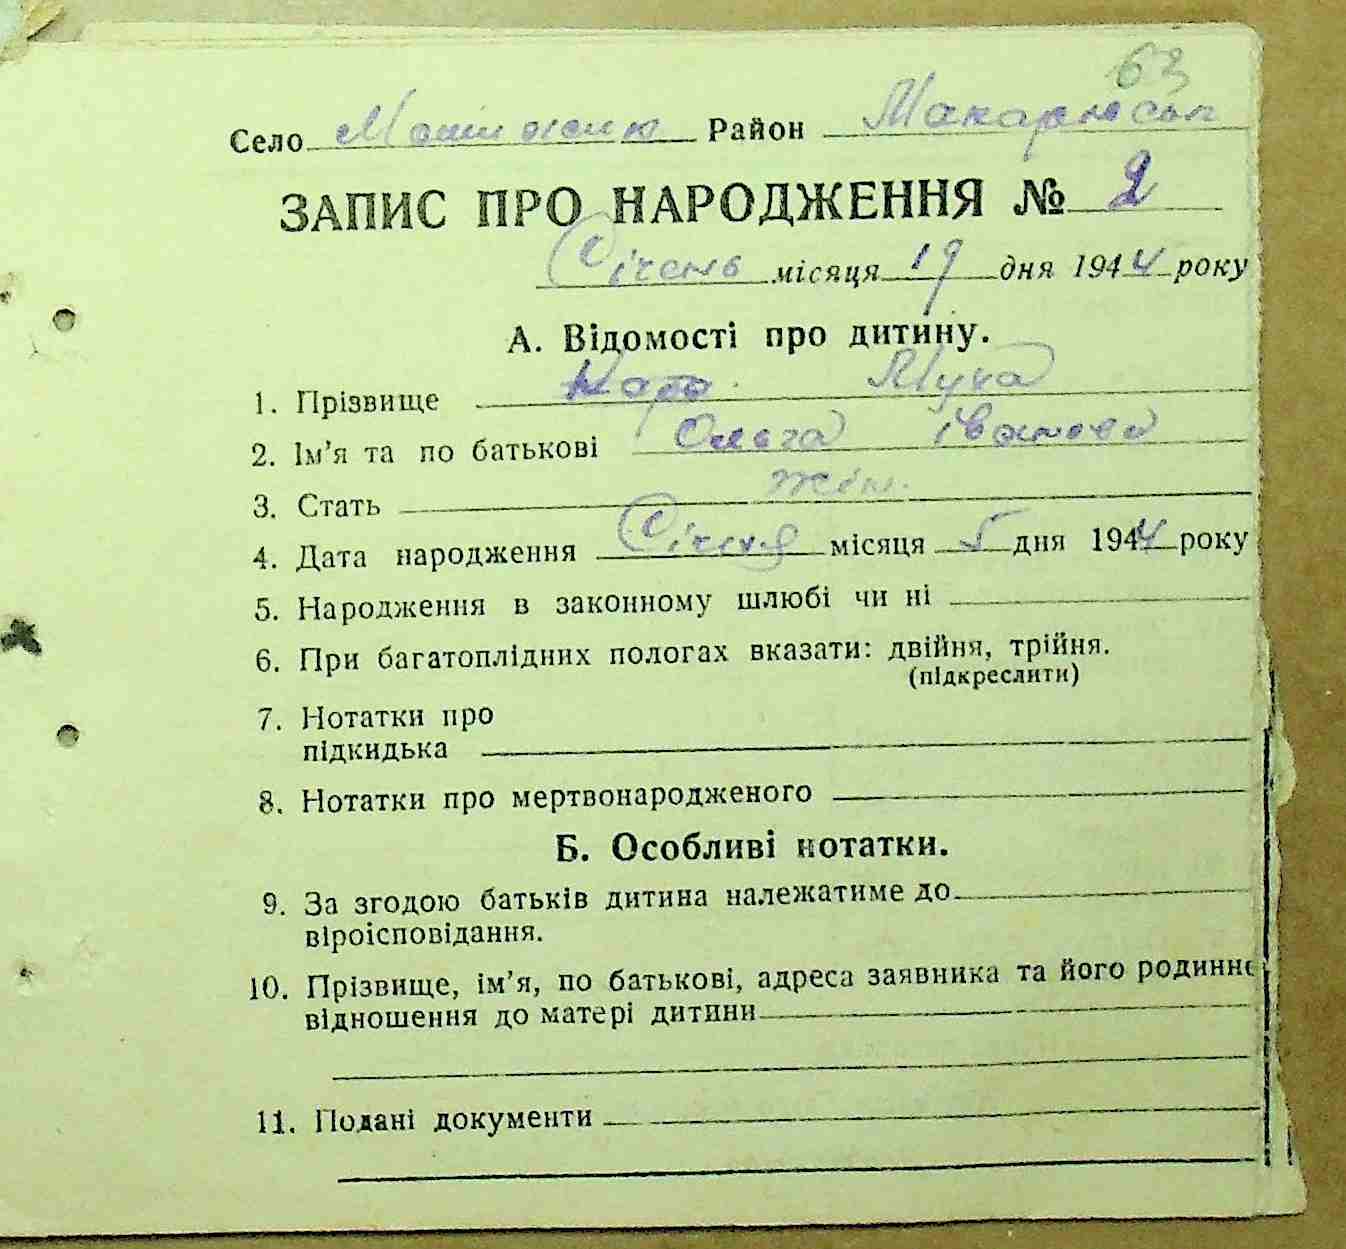 63
Село Мотижин Район Макарівськ
ЗАПИС ПРО НАРОДЖЕННЯ № 2
Січень місяця 19 дня 1944 року
А. Відомості про дитину.
1. Прізвище Муха
2. Ім'я та по батькові Ольга Іванова
3. Стать жін.
4. Дата народження Січня місяця 5 дня 1944 року
5. Народження в законному шлюбі чи ні
6. При багатоплідних пологах вказати: двійня, трійня.
(підкреслити)
7. Нотатки про
підкидька
8. Нотатки про мертвонародженого
Б. Особливі нотатки.
9. За згодою батьків дитина належатиме до
віроісповідання.
10. Прізвище, ім'я, по батькові, адреса заявника та його родинне
відношення до матері дитини
11. Подані документи